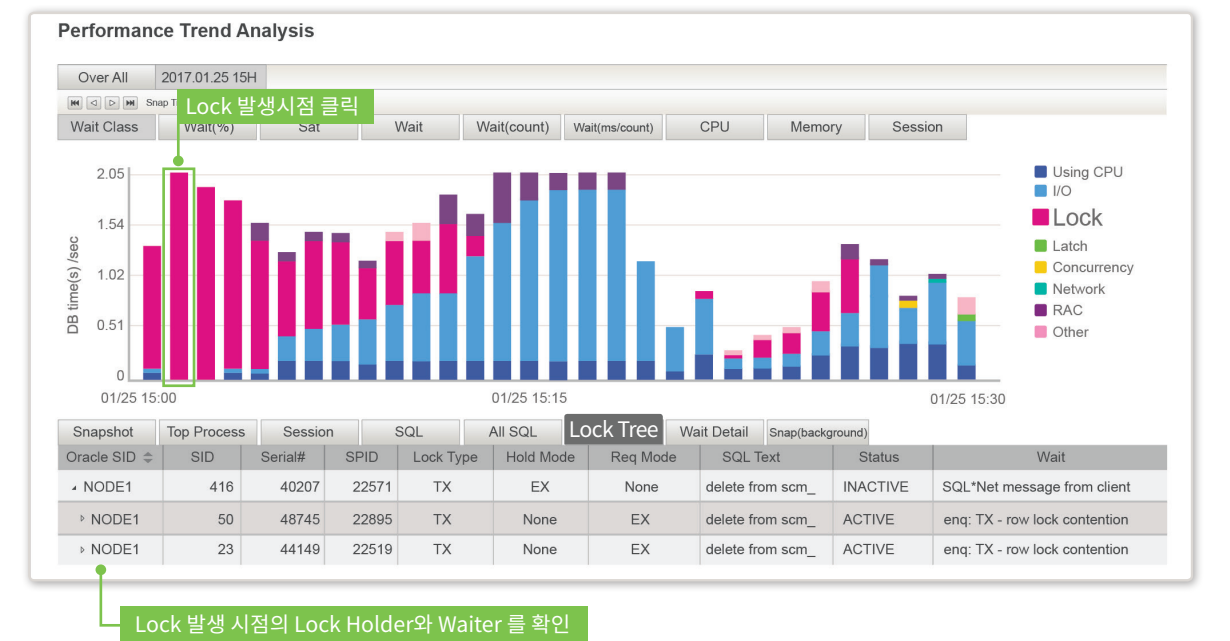 Performance Trend Analysis
Over All 2017.01.25 15H
Snap
Lock 발생시점 클릭
Wait Class Wait(%) Sat Wait Wait(count) Wait(ms/count) CPU Memory Session
2.05
1.54
1.02
0.51
0
DB time(s) /sec
01/25 15:00 01/25 15:15 01/25 15:30
Using CPU
I/O
Lock
Latch
Concurrency
Network
RAC
Other
Snapshot Top Process Session SQL All SQL Lock Tree Wait Detail Snap(background)
Oracle SID SID Serial# SPID Lock Type Hold Mode Req Mode SQL Text Status Wait
NODE1 416 40207 22571 TX EX None delete from scm_ INACTIVE SQL*Net message from client
NODE1 50 48745 22895 TX None EX delete from scm_ ACTIVE enq: TX - row lock contention
NODE1 23 44149 22519 TX None EX delete from scm_ ACTIVE enq: TX - row lock contention
Lock 발생 시점의 Lock Holder와 Waiter 를 확인